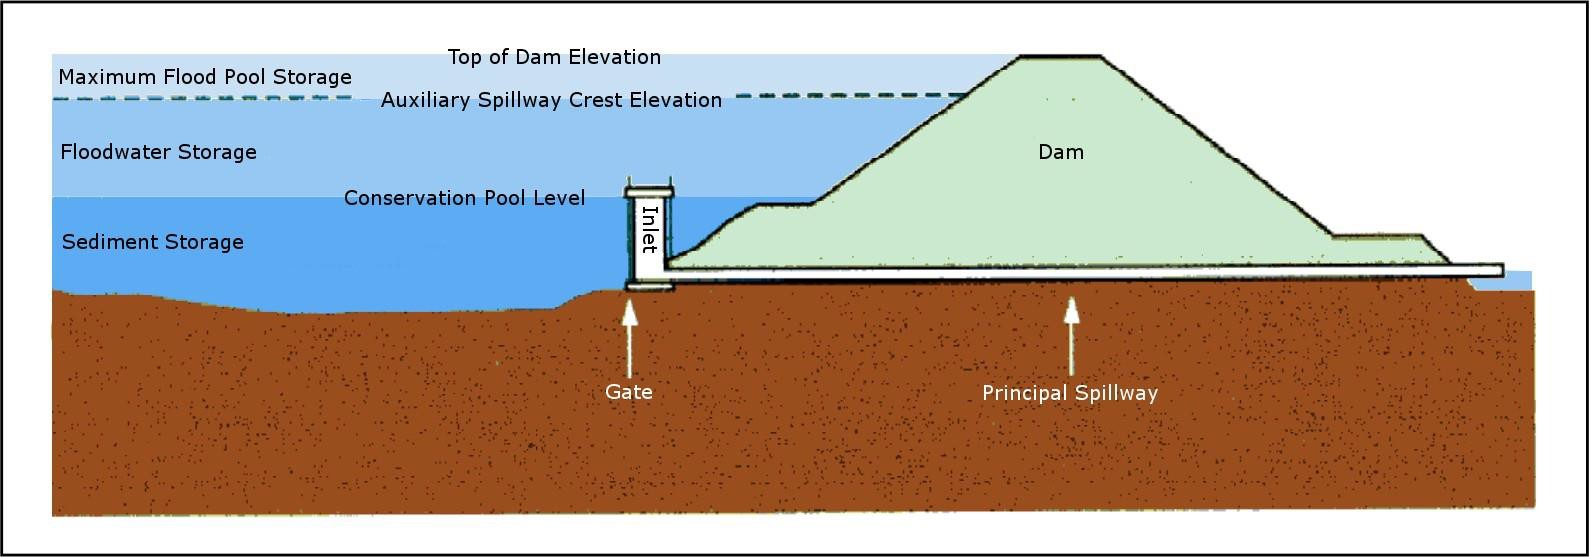 Top of Dam Elevation
Maximum Flood Pool Storage
Auxiliary Spillway Crest Elevation
Floodwater Storage
Dam
Conservation Pool Level
Inlet
Sediment Storage
Gate
Principal Spillway